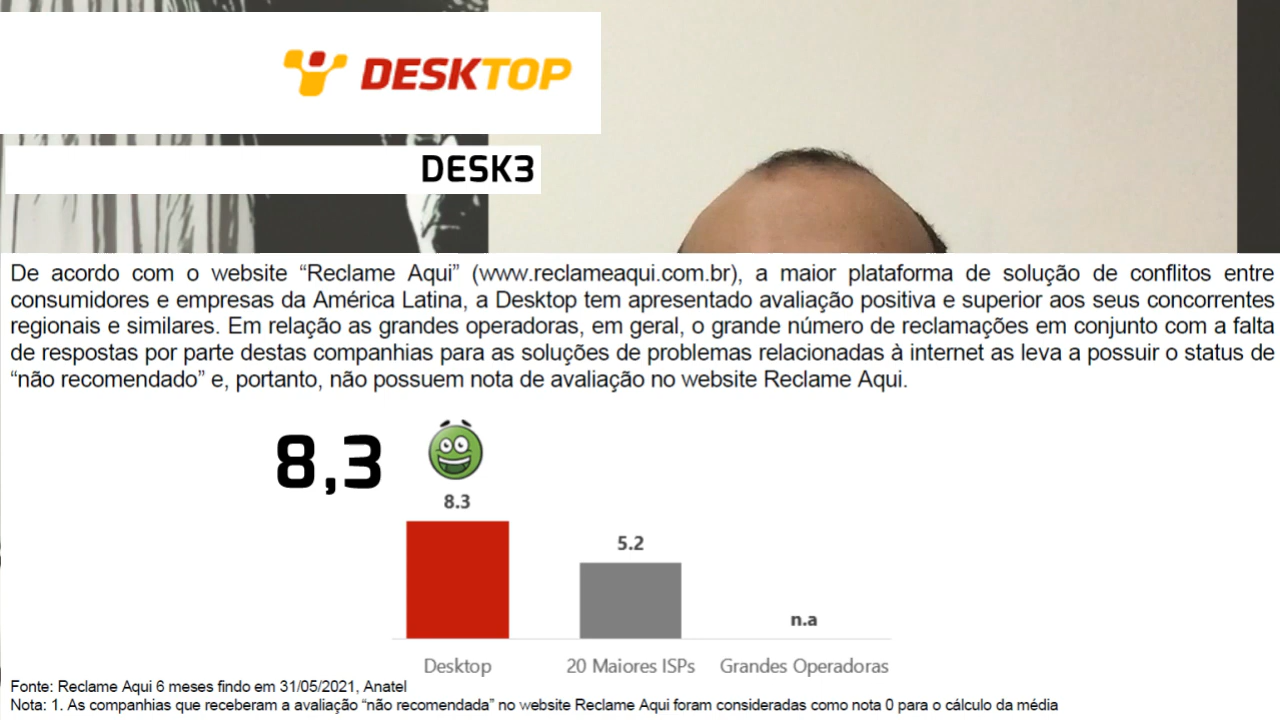 DESKTOP
DESK3
De acordo com o website “Reclame Aqui” (www.reclameaqui.com.br), a maior plataforma de solução de conflitos entre
consumidores e empresas da América Latina, a Desktop tem apresentado avaliação positiva e superior aos seus concorrentes
regionais e similares. Em relação as grandes operadoras, em geral, o grande número de reclamações em conjunto com a falta
de respostas por parte destas companhias para as soluções de problemas relacionadas à internet as leva a possuir o status de
“não recomendado” e, portanto, não possuem nota de avaliação no website Reclame Aqui.
8,3
8.3
5.2
n.a
Desktop 20 Maiores ISPs Grandes Operadoras
Fonte: Reclame Aqui 6 meses findo em 31/05/2021, Anatel
Nota: 1. As companhias que receberam a avaliação “não recomendada” no website Reclame Aqui foram consideradas como nota 0 para o cálculo da média